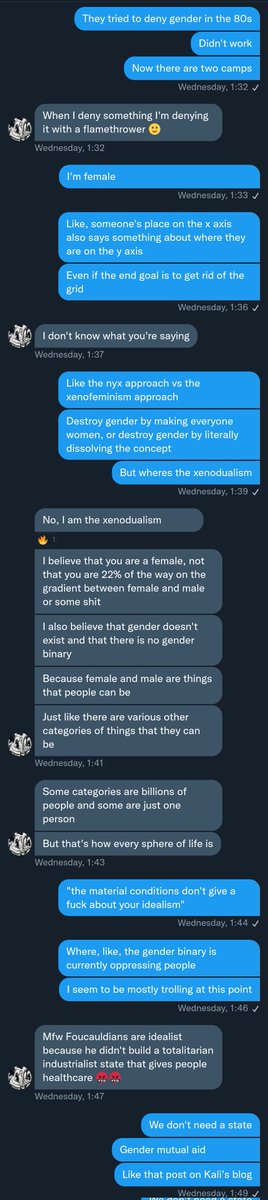 They tried to deny gender in the 80s
Didn't work
Now there are two camps
Wednesday, 1:32 ✓
When I deny something I'm denying
it with a flamethrower 🙂
Wednesday, 1:32
I'm female
Wednesday, 1:33 ✓
Like, someone's place on the x axis
also says something about where they
are on the y axis
Even if the end goal is to get rid of the
grid
Wednesday, 1:36 ✓
I don't know what you're saying
Wednesday, 1:37
Like the nyx approach vs the
xenofeminism approach
Destroy gender by making everyone
women, or destroy gender by literally
dissolving the concept
But wheres the xenodualism
Wednesday, 1:39 ✓
No, I am the xenodualism
🔥 1
I believe that you are a female, not
that you are 22% of the way on the
gradient between female and male
or some shit
I also believe that gender doesn't
exist and that there is no gender
binary
Because female and male are things
that people can be
Just like there are various other
categories of things that they can
be
Wednesday, 1:41
Some categories are billions of
people and some are just one
person
But that's how every sphere of life is
Wednesday, 1:43
"the material conditions don't give a
fuck about your idealism"
Wednesday, 1:44 ✓
Where, like, the gender binary is
currently oppressing people
I seem to be mostly trolling at this point
Wednesday, 1:46 ✓
Mfw Foucauldians are idealist
because he didn't build a totalitarian
industrialist state that gives people
healthcare 🤬🤬
Wednesday, 1:47
We don't need a state
Gender mutual aid
Like that post on Kali's blog
Wednesday, 1:49 ✓